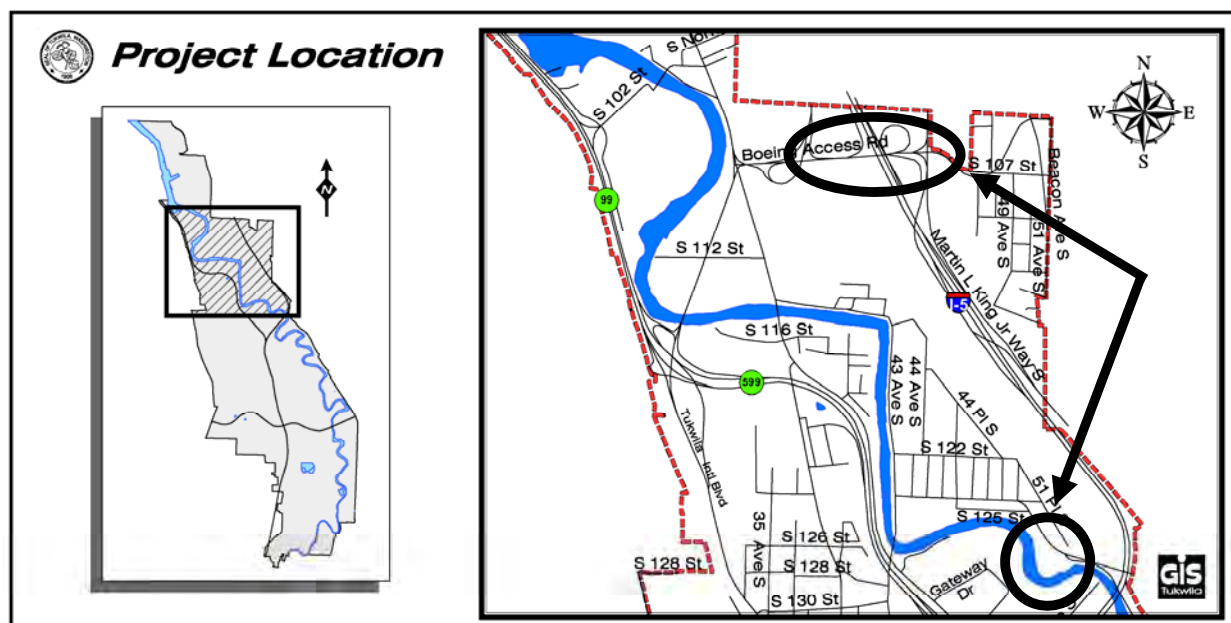 Project Location
N
S 102 St
S Nor
N
W
E
S
Boeing Access Rd
S 107 St
Beacon Ave S
49 Ave S
51 Ave S
99
S 112 St
Martin L King Jr Way S
I-5
S 116 St
599
43 Ave S
44 Ave S
44 Pl S
Tukwila Intl Blvd
S 122 St
51 Pl S
S 125 St
35 Ave S
S 126 St
S 128 St
S 128 St
S 130 St
Gateway Dr
GIS
Tukwila